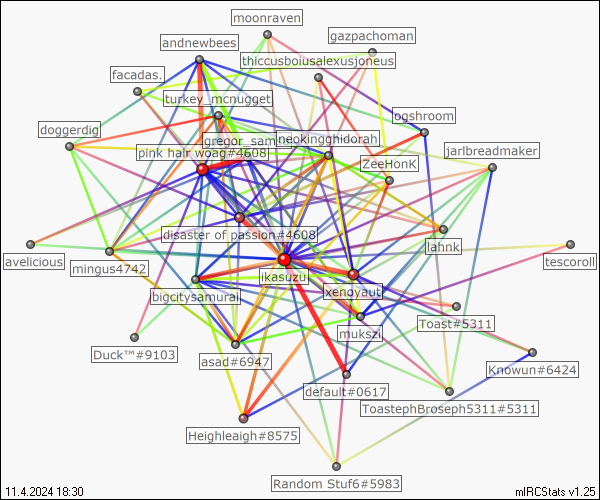 moonraven
gazpachoman
andnewbees
thiccusboiusalexusjoneus
facadas.
turkey_mcnugget
ogshroom
doggerdig
neokingghidorah
jarlbreadmaker
pink hair woag#4608
ZeeHonK
disaster of passion#4608
lahnk
avelicious
mingus4742
ikasuzu
tescoroll
bigcitysamurai
xenoyaut
mukszi
Toast#5311
Duck™#9103
asad#6947
Knowun#6424
default#0617
ToastephBroseph5311#5311
Heighleigh#8575
Random Stuf6#5983
11.4.2024 18:30
mIRCStats v1.25